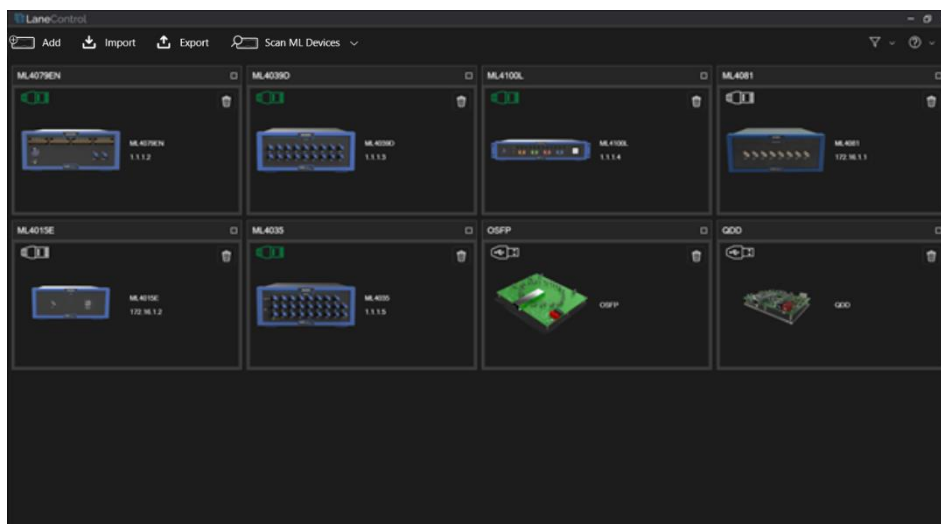 LaneControl
Add Import Export Scan ML Devices
ML4079EN ML4039D ML4100L ML4081
ML4079EN ML4039D ML4100L ML4081
1.1.1.2 1.1.1.3 1.1.1.4 172.16.1.1
ML4015E ML4035 OSFP QDD
ML4015E ML4035 OSFP QDD
172.16.1.2 1.1.1.5